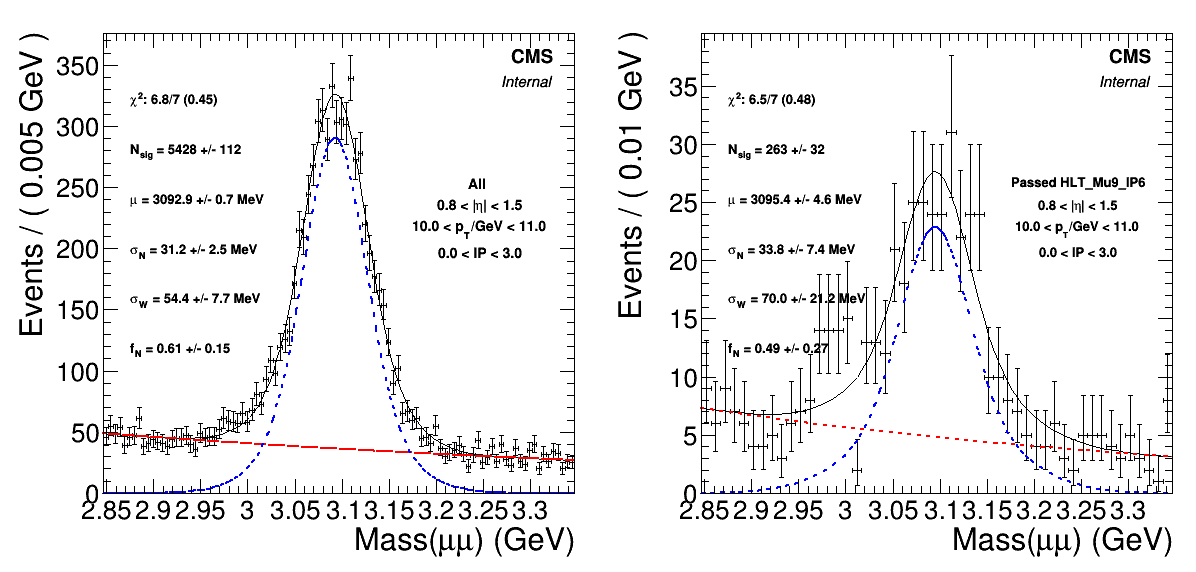 Events / ( 0.005 GeV )
350
300
250
200
150
100
50
0
CMS
Internal
χ²: 6.8/7 (0.45)
N_sig = 5428 +/- 112
μ = 3092.9 +/- 0.7 MeV
σ_N = 31.2 +/- 2.5 MeV
σ_W = 54.4 +/- 7.7 MeV
f_N = 0.61 +/- 0.15
All
0.8 < |η| < 1.5
10.0 < p_T/GeV < 11.0
0.0 < IP < 3.0
2.85 2.9 2.95 3 3.05 3.1 3.15 3.2 3.25 3.3
Mass(μμ) (GeV)
Events / ( 0.01 GeV )
35
30
25
20
15
10
5
0
CMS
Internal
χ²: 6.5/7 (0.48)
N_sig = 263 +/- 32
μ = 3095.4 +/- 4.6 MeV
σ_N = 33.8 +/- 7.4 MeV
σ_W = 70.0 +/- 21.2 MeV
f_N = 0.49 +/- 0.27
Passed HLT_Mu9_IP6
0.8 < |η| < 1.5
10.0 < p_T/GeV < 11.0
0.0 < IP < 3.0
2.85 2.9 2.95 3 3.05 3.1 3.15 3.2 3.25 3.3
Mass(μμ) (GeV)